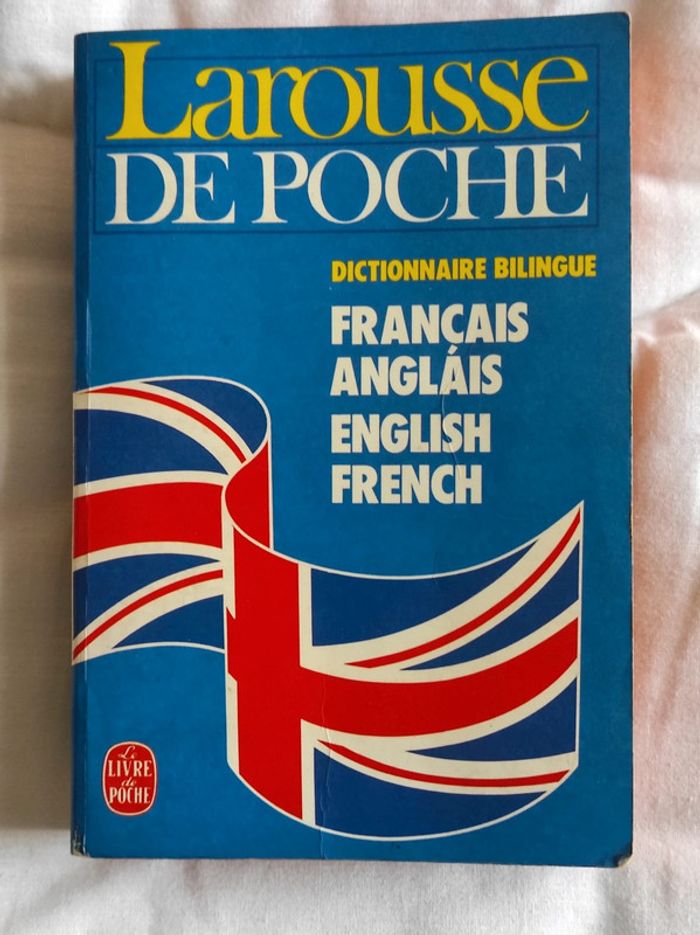 Larousse
DE POCHE
DICTIONNAIRE BILINGUE
FRANÇAIS
ANGLÁIS
ENGLISH
FRENCH
Le
LIVRE
de
POCHE